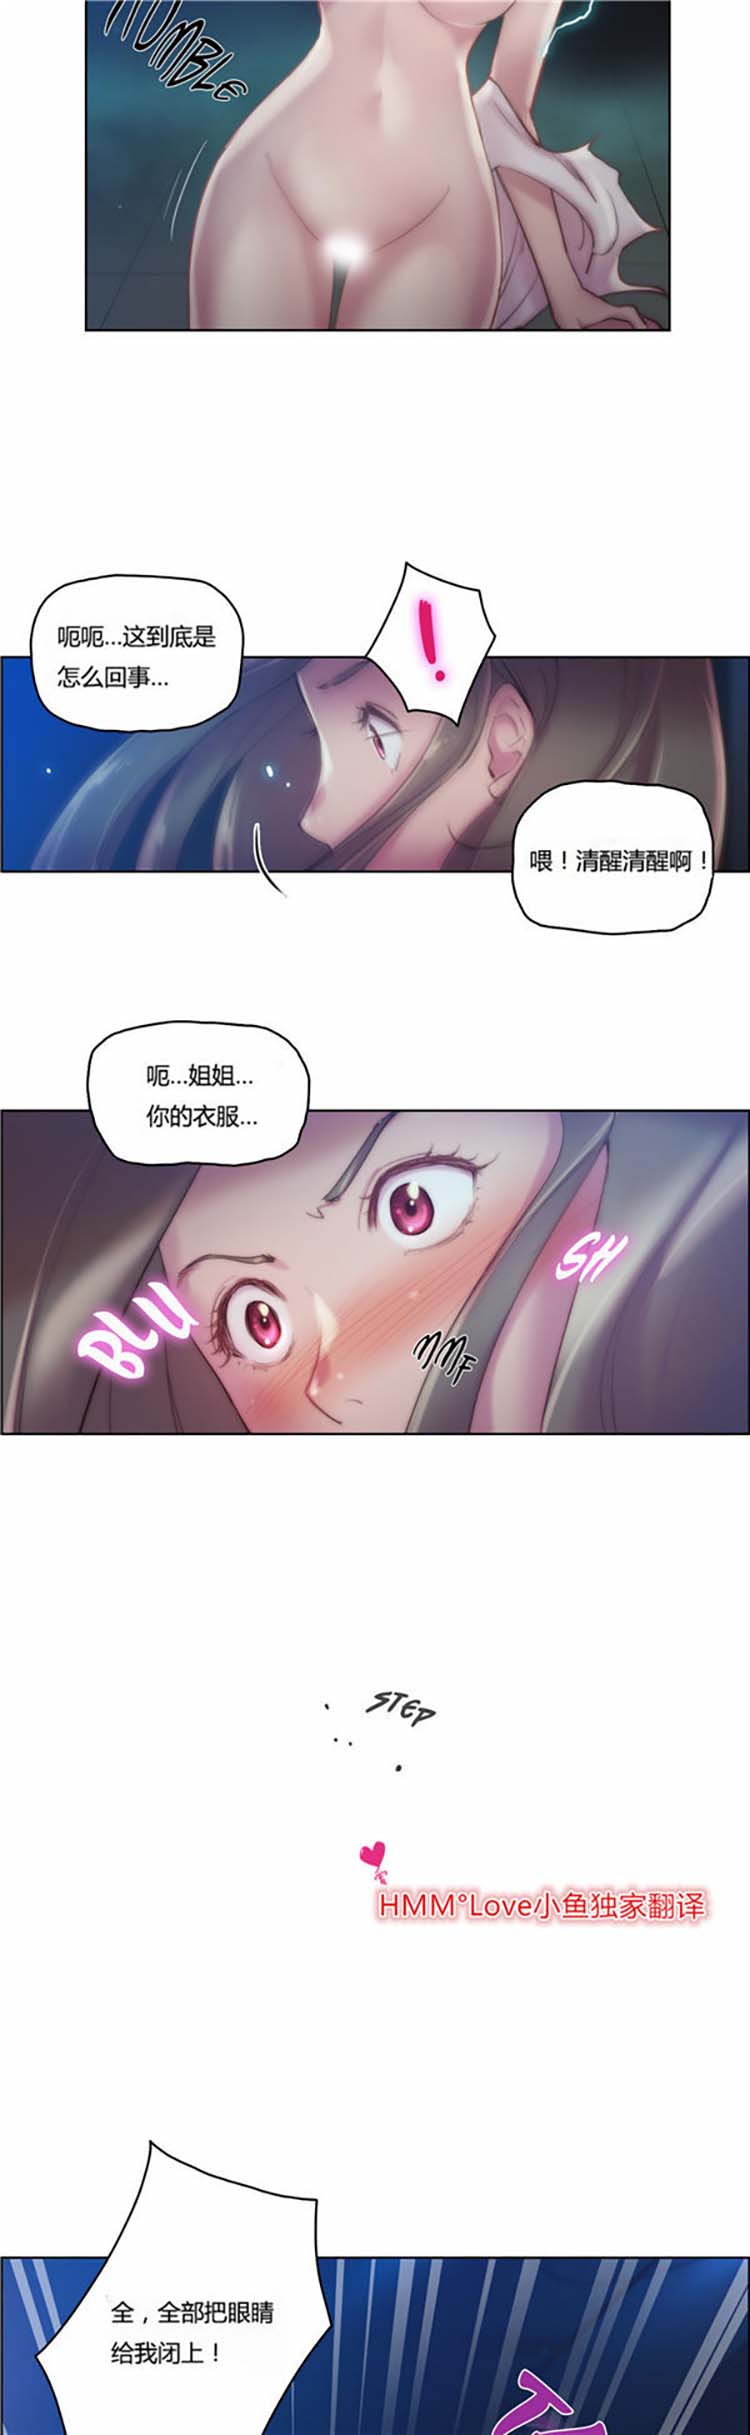 呃呃...这到底是
怎么回事...
!
喂！清醒清醒啊！
呃...姐姐...
你的衣服...
BLU
SH
MMF
STEP
HMM°Love小鱼独家翻译
全，全部把眼睛
给我闭上！